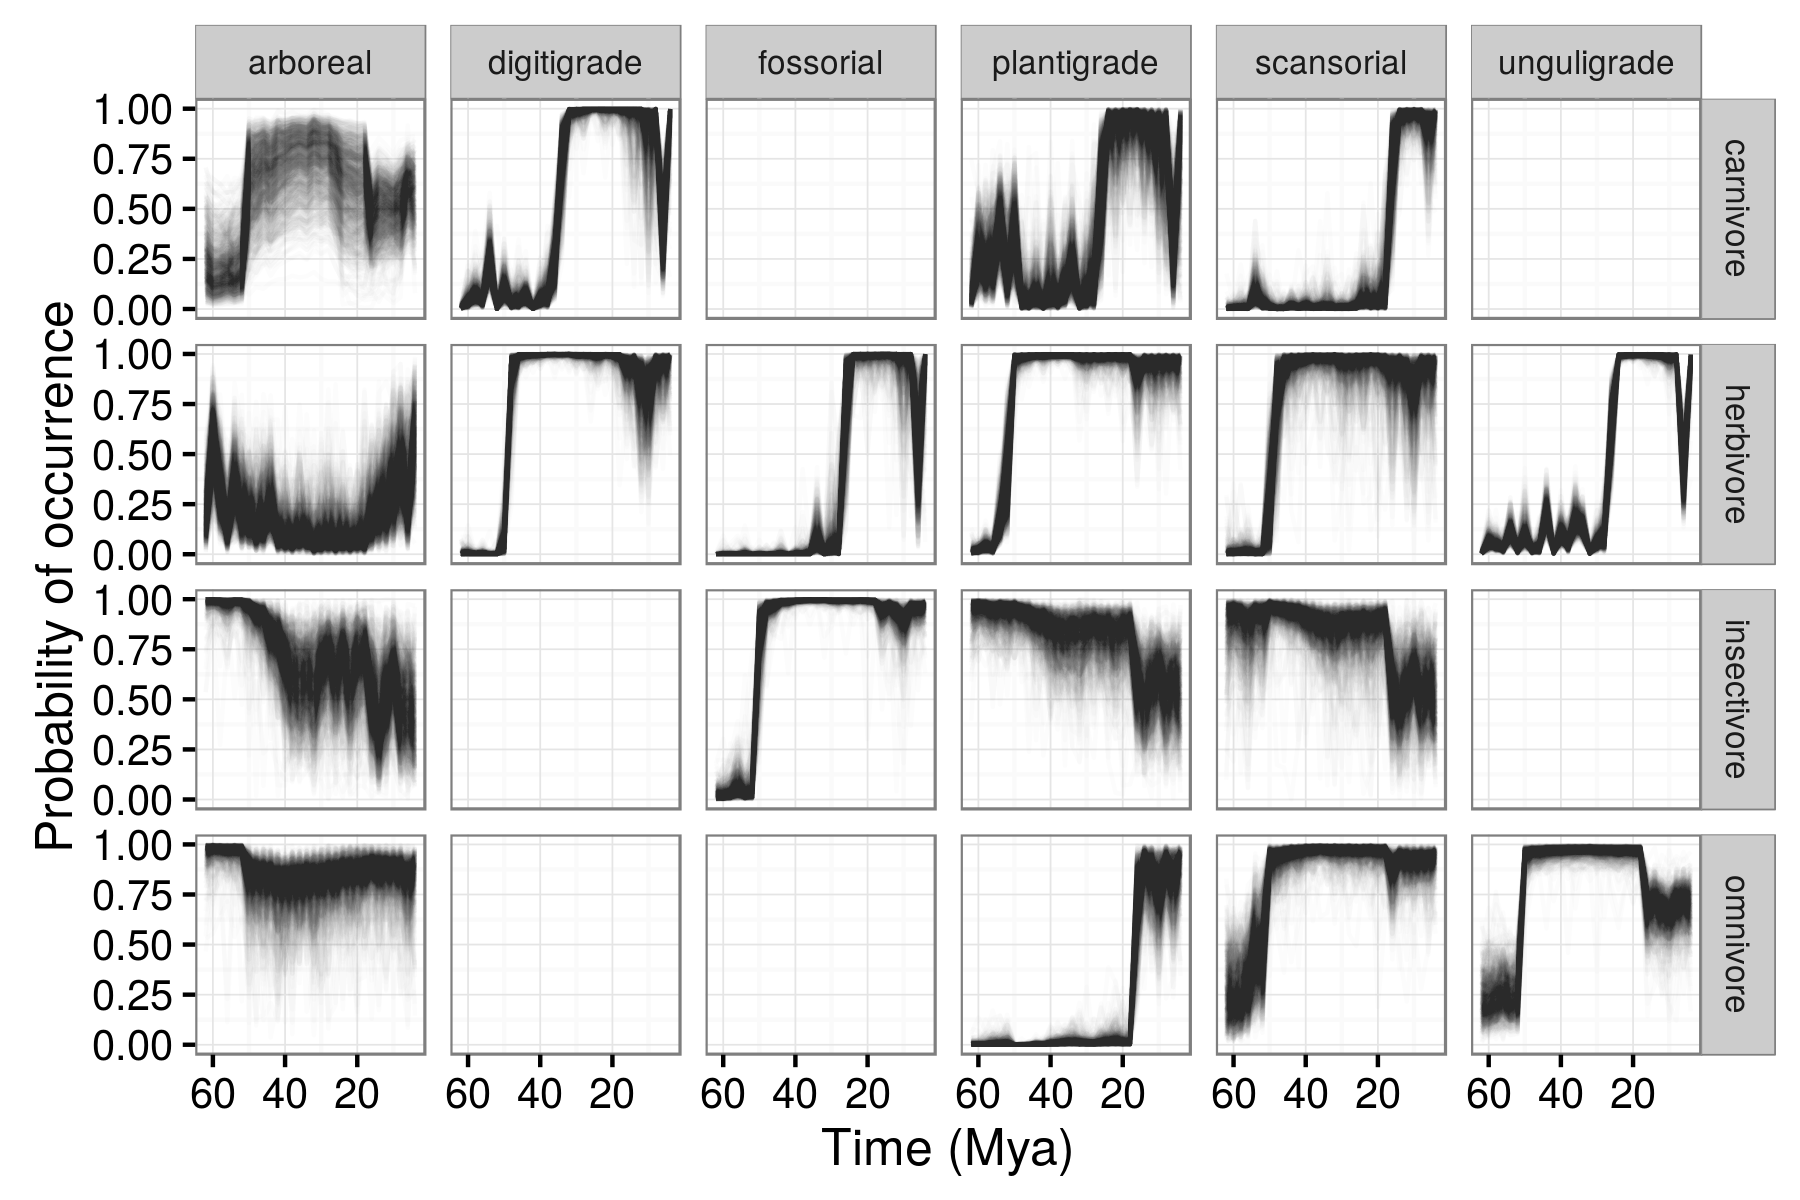 arboreal digitigrade fossorial plantigrade scansorial unguligrade
Probability of occurrence
1.00
0.75
0.50
0.25
0.00
carnivore
1.00
0.75
0.50
0.25
0.00
herbivore
1.00
0.75
0.50
0.25
0.00
insectivore
1.00
0.75
0.50
0.25
0.00
omnivore
60 40 20 60 40 20 60 40 20 60 40 20 60 40 20 60 40 20
Time (Mya)